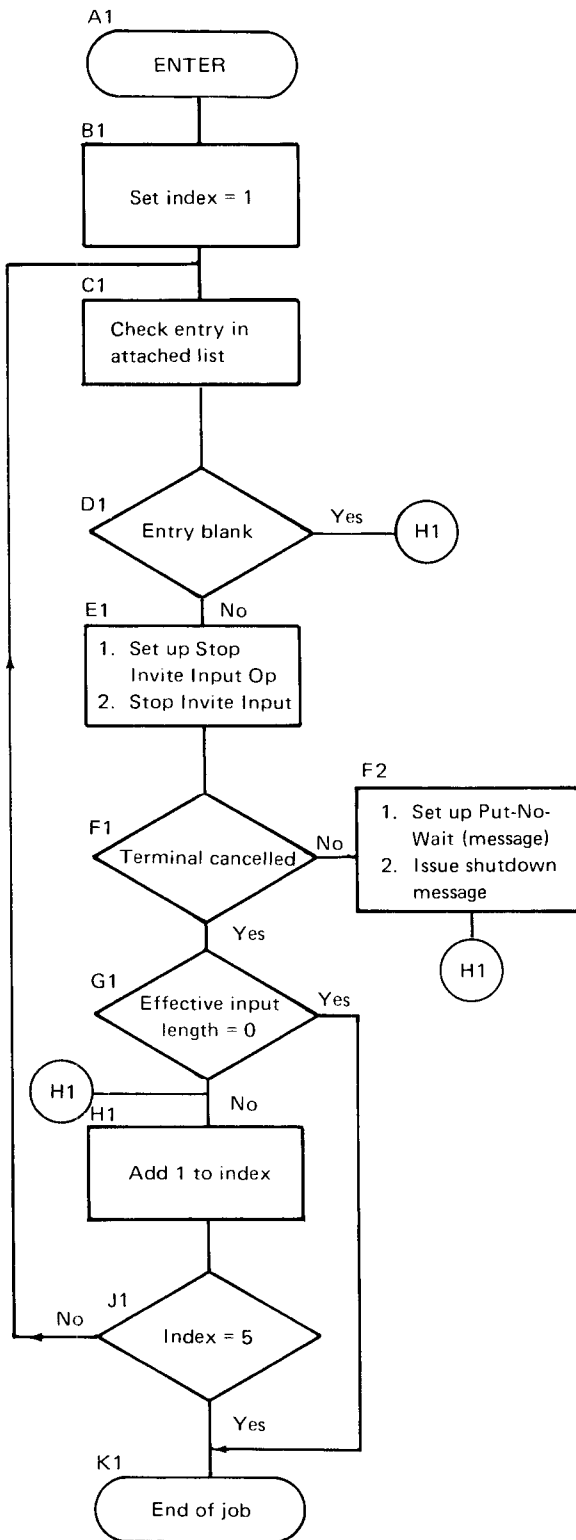 A1
ENTER
B1
Set index = 1
C1
Check entry in
attached list
D1
Entry blank
Yes
H1
No
E1
1. Set up Stop
Invite Input Op
2. Stop Invite Input
F1
Terminal cancelled
No
F2
1. Set up Put-No-
Wait (message)
2. Issue shutdown
message
H1
Yes
G1
Effective input
length = 0
Yes
H1
No
H1
Add 1 to index
J1
Index = 5
No
Yes
K1
End of job